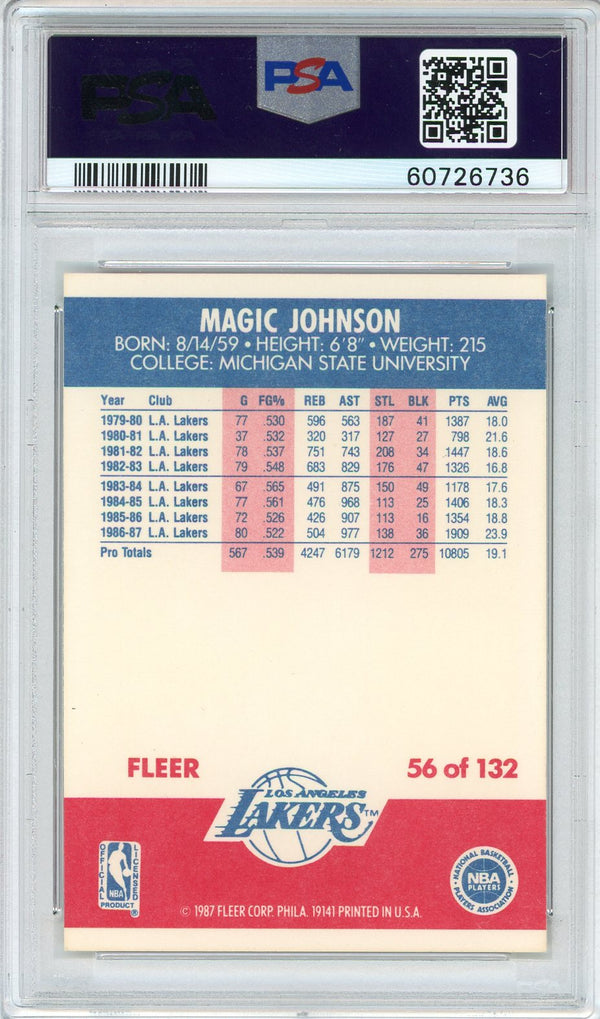 PSA
PSA
60726736
MAGIC JOHNSON
BORN: 8/14/59 • HEIGHT: 6'8" • WEIGHT: 215
COLLEGE: MICHIGAN STATE UNIVERSITY
Year Club G FG% REB AST STL BLK PTS AVG
1979-80 L.A. Lakers 77 .530 596 563 187 41 1387 18.0
1980-81 L.A. Lakers 37 .532 320 317 127 27 798 21.6
1981-82 L.A. Lakers 78 .537 751 743 208 34 1447 18.6
1982-83 L.A. Lakers 79 .548 683 829 176 47 1326 16.8
1983-84 L.A. Lakers 67 .565 491 875 150 49 1178 17.6
1984-85 L.A. Lakers 77 .561 476 968 113 25 1406 18.3
1985-86 L.A. Lakers 72 .526 426 907 113 16 1354 18.8
1986-87 L.A. Lakers 80 .522 504 977 138 36 1909 23.9
Pro Totals 567 .539 4247 6179 1212 275 10805 19.1
FLEER 56 of 132
LOS ANGELES
LAKERS TM
OFFICIAL LICENSED
NBA
PRODUCT ®
NATIONAL BASKETBALL
NBA
PLAYERS
PLAYERS ASSOCIATION
© 1987 FLEER CORP. PHILA. 19141 PRINTED IN U.S.A.